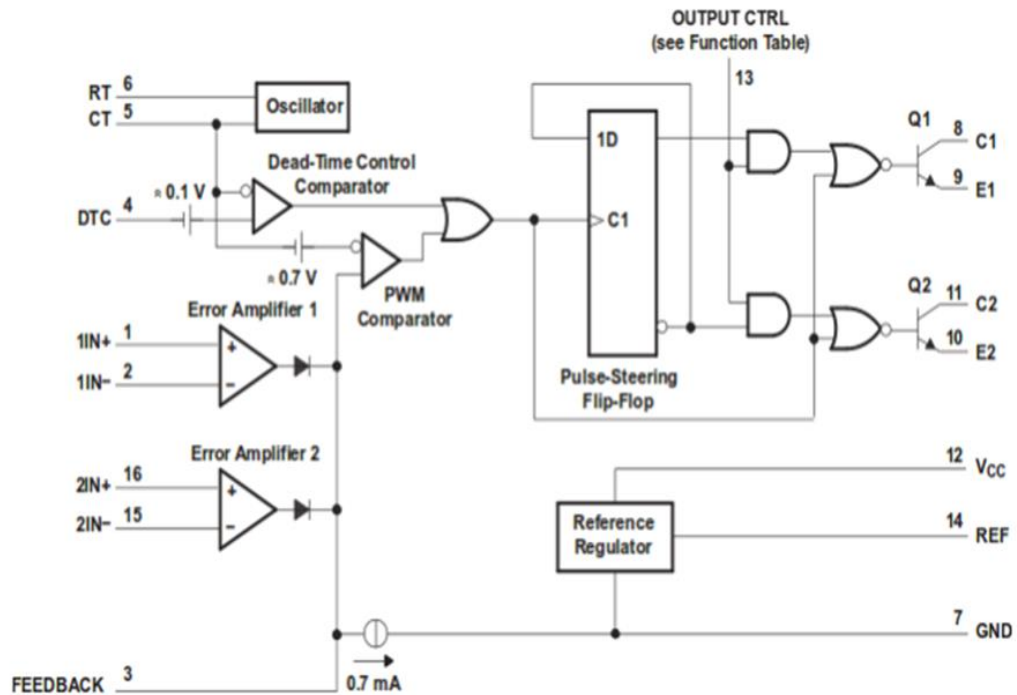 OUTPUT CTRL
(see Function Table)
13
RT 6
CT 5
Oscillator
Dead-Time Control
Comparator
≈ 0.1 V
DTC 4
≈ 0.7 V
PWM
Comparator
1D
C1
Pulse-Steering
Flip-Flop
Q1
8 C1
9 E1
Q2
11 C2
10 E2
Error Amplifier 1
1IN+ 1
1IN− 2
+
−
Error Amplifier 2
2IN+ 16
2IN− 15
+
−
12 VCC
Reference
Regulator
14 REF
7 GND
0.7 mA
FEEDBACK 3